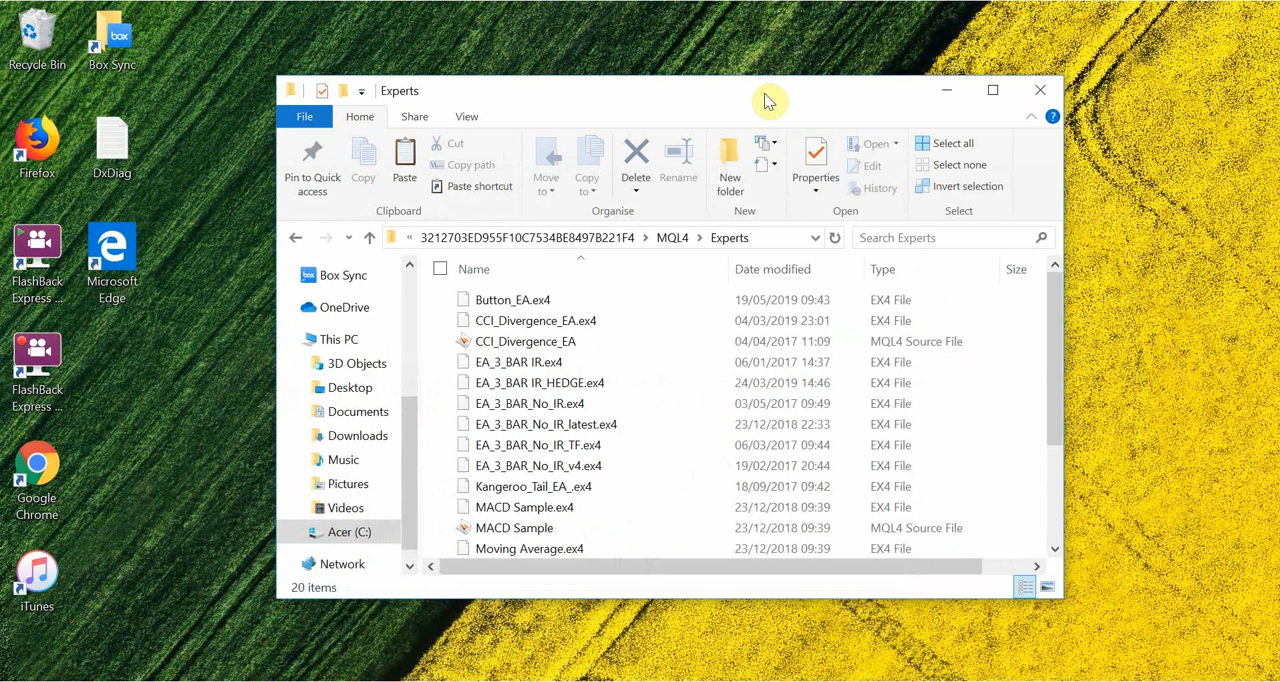 Recycle Bin
box
Box Sync
Firefox
DxDiag
FlashBack
Express ...
Microsoft
Edge
FlashBack
Express ...
Google
Chrome
iTunes
Experts
File Home Share View
Pin to Quick
access
Copy
Paste
Cut
Copy path
Paste shortcut
Clipboard
Move
to
Copy
to
Delete
Rename
Organise
New
folder
New
Properties
Open
Edit
History
Open
Select all
Select none
Invert selection
Select
« 3212703ED955F10C7534BE8497B221F4 > MQL4 > Experts
Search Experts
box Box Sync
OneDrive
This PC
3D Objects
Desktop
Documents
Downloads
Music
Pictures
Videos
Acer (C:)
Network
Name Date modified Type Size
Button_EA.ex4 19/05/2019 09:43 EX4 File
CCI_Divergence_EA.ex4 04/03/2019 23:01 EX4 File
CCI_Divergence_EA 04/04/2017 11:09 MQL4 Source File
EA_3_BAR IR.ex4 06/01/2017 14:37 EX4 File
EA_3_BAR IR_HEDGE.ex4 24/03/2019 14:46 EX4 File
EA_3_BAR_No_IR.ex4 03/05/2017 09:49 EX4 File
EA_3_BAR_No_IR_latest.ex4 23/12/2018 22:33 EX4 File
EA_3_BAR_No_IR_TF.ex4 06/03/2017 09:44 EX4 File
EA_3_BAR_No_IR_v4.ex4 19/02/2017 20:44 EX4 File
Kangeroo_Tail_EA_.ex4 18/09/2017 09:42 EX4 File
MACD Sample.ex4 23/12/2018 09:39 EX4 File
MACD Sample 23/12/2018 09:39 MQL4 Source File
Moving Average.ex4 23/12/2018 09:39 EX4 File
20 items